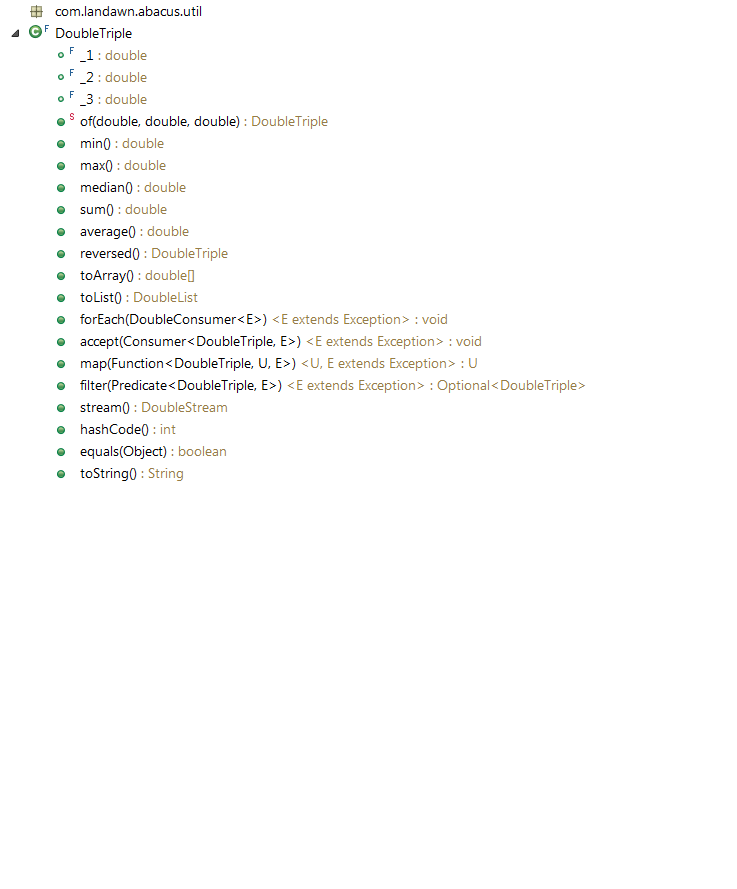 com.landawn.abacus.util
C F DoubleTriple
F _1 : double
F _2 : double
F _3 : double
S of(double, double, double) : DoubleTriple
min() : double
max() : double
median() : double
sum() : double
average() : double
reversed() : DoubleTriple
toArray() : double[]
toList() : DoubleList
forEach(DoubleConsumer<E>) <E extends Exception> : void
accept(Consumer<DoubleTriple, E>) <E extends Exception> : void
map(Function<DoubleTriple, U, E>) <U, E extends Exception> : U
filter(Predicate<DoubleTriple, E>) <E extends Exception> : Optional<DoubleTriple>
stream() : DoubleStream
hashCode() : int
equals(Object) : boolean
toString() : String